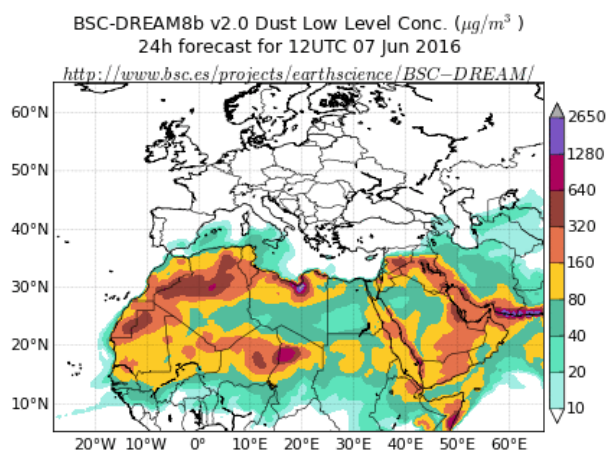 BSC-DREAM8b v2.0 Dust Low Level Conc. (μg/m³ )
24h forecast for 12UTC 07 Jun 2016
http://www.bsc.es/projects/earthscience/BSC−DREAM/
60°N
50°N
40°N
30°N
20°N
10°N
20°W 10°W 0° 10°E 20°E 30°E 40°E 50°E 60°E
2650
1280
640
320
160
80
40
20
10